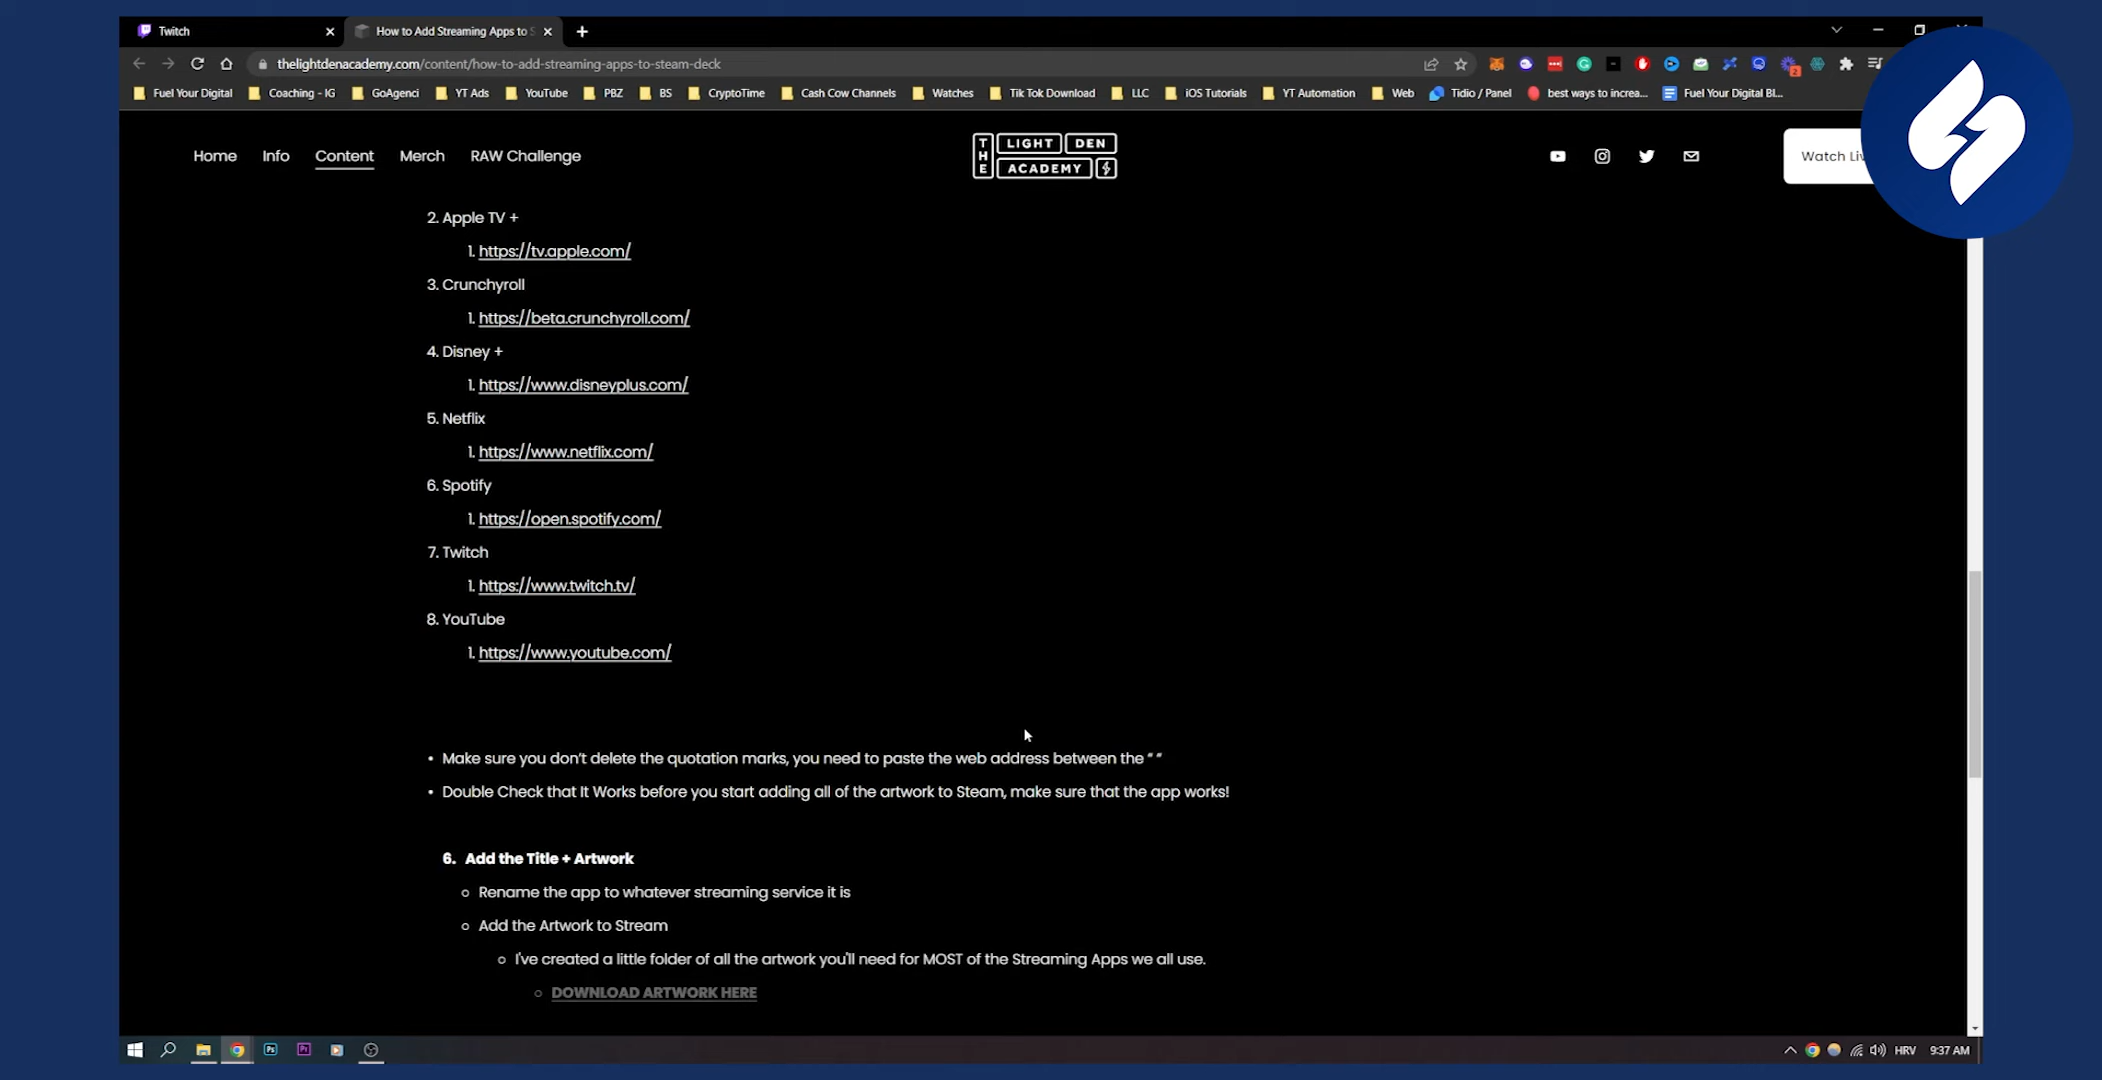 Twitch
How to Add Streaming Apps to S
thelightdenacademy.com/content/how-to-add-streaming-apps-to-steam-deck
Fuel Your Digital
Coaching - IG
GoAgenci
YT Ads
YouTube
PBZ
BS
CryptoTime
Cash Cow Channels
Watches
Tik Tok Download
LLC
iOS Tutorials
YT Automation
Web
Tidio / Panel
best ways to increa...
Fuel Your Digital Bl...
Home
Info
Content
Merch
RAW Challenge
THE LIGHT DEN
ACADEMY
Watch Liv
2. Apple TV +
1. https://tv.apple.com/
3. Crunchyroll
1. https://beta.crunchyroll.com/
4. Disney +
1. https://www.disneyplus.com/
5. Netflix
1. https://www.netflix.com/
6. Spotify
1. https://open.spotify.com/
7. Twitch
1. https://www.twitch.tv/
8. YouTube
1. https://www.youtube.com/
• Make sure you don't delete the quotation marks, you need to paste the web address between the " "
• Double Check that It Works before you start adding all of the artwork to Steam, make sure that the app works!
6. Add the Title + Artwork
Rename the app to whatever streaming service it is
Add the Artwork to Stream
I've created a little folder of all the artwork you'll need for MOST of the Streaming Apps we all use.
DOWNLOAD ARTWORK HERE
Ps
Pr
HRV
9:37 AM